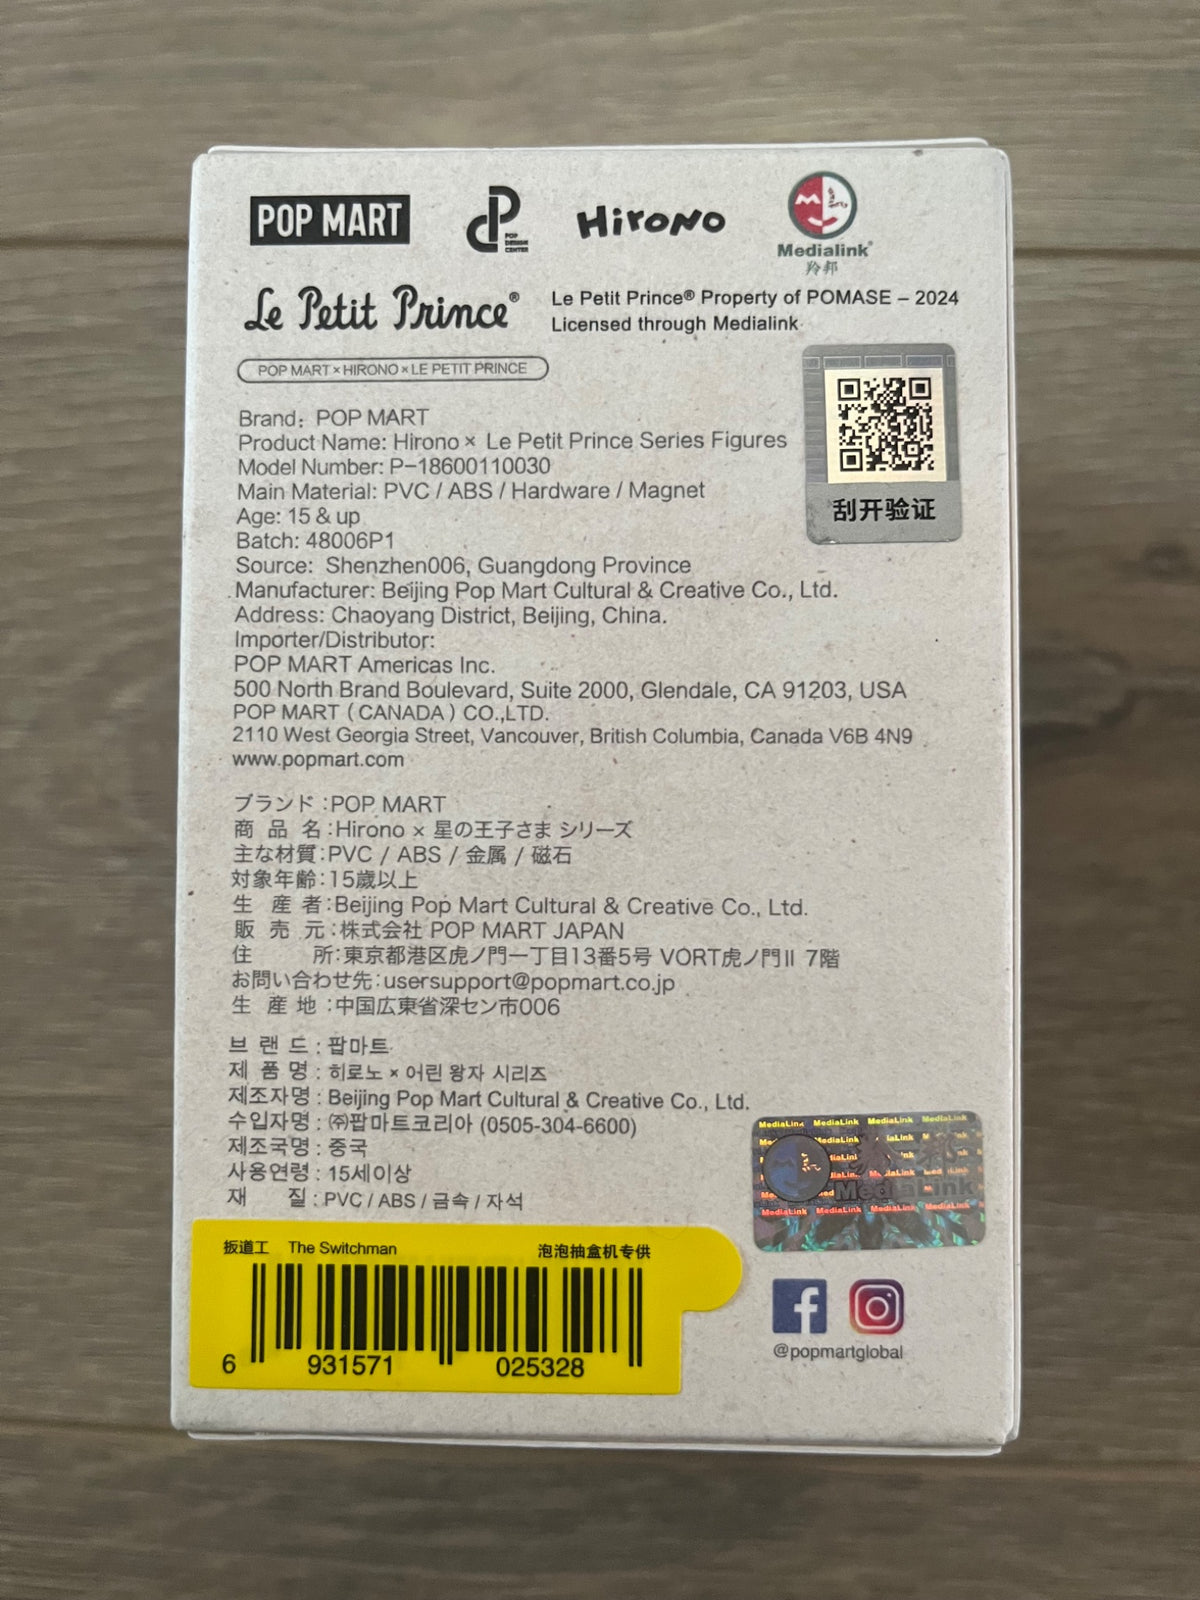 POP MART
POP DESIGN CENTER
Hirono
Medialink®
羚邦
Le Petit Prince®
Le Petit Prince® Property of POMASE – 2024
Licensed through Medialink
POP MART × HIRONO × LE PETIT PRINCE
刮开验证
Brand: POP MART
Product Name: Hirono × Le Petit Prince Series Figures
Model Number: P-18600110030
Main Material: PVC / ABS / Hardware / Magnet
Age: 15 & up
Batch: 48006P1
Source: Shenzhen006, Guangdong Province
Manufacturer: Beijing Pop Mart Cultural & Creative Co., Ltd.
Address: Chaoyang District, Beijing, China.
Importer/Distributor:
POP MART Americas Inc.
500 North Brand Boulevard, Suite 2000, Glendale, CA 91203, USA
POP MART (CANADA) CO.,LTD.
2110 West Georgia Street, Vancouver, British Columbia, Canada V6B 4N9
www.popmart.com
ブランド:POP MART
商品名:Hirono × 星の王子さま シリーズ
主な材質:PVC / ABS / 金属 / 磁石
対象年齢:15歳以上
生産者:Beijing Pop Mart Cultural & Creative Co., Ltd.
販売元:株式会社 POP MART JAPAN
住所:東京都港区虎ノ門一丁目13番5号 VORT虎ノ門II 7階
お問い合わせ先:usersupport@popmart.co.jp
生産地:中国広東省深セン市006
브랜드: 팝마트
제품명: 히로노 × 어린 왕자 시리즈
제조자명: Beijing Pop Mart Cultural & Creative Co., Ltd.
수입자명: ㈜팝마트코리아 (0505-304-6600)
제조국명: 중국
사용연령: 15세이상
재질: PVC / ABS / 금속 / 자석
MediaLink MediaLink MediaLink MediaLink
MediaLink
MediaLink MediaLink MediaLink MediaLink
扳道工 The Switchman 泡泡抽盒机专供
6 931571 025328
@popmartglobal